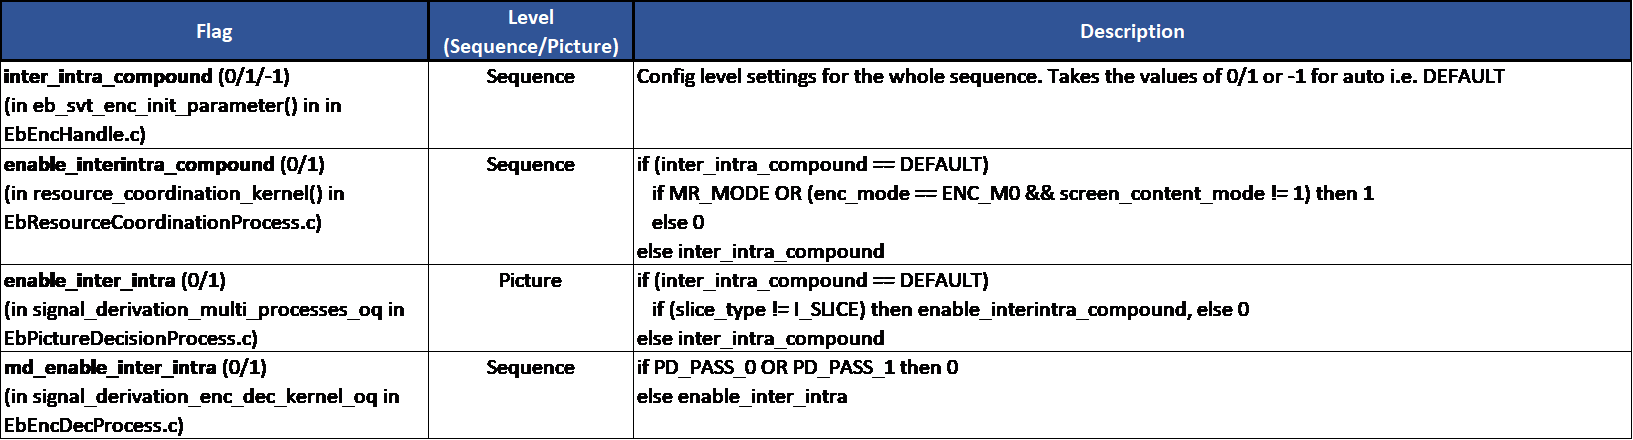 Flag
Level
(Sequence/Picture)
Description
inter_intra_compound (0/1/-1)
(in eb_svt_enc_init_parameter() in in
EbEncHandle.c)
Sequence
Config level settings for the whole sequence. Takes the values of 0/1 or -1 for auto i.e. DEFAULT
enable_interintra_compound (0/1)
(in resource_coordination_kernel() in
EbResourceCoordinationProcess.c)
Sequence
if (inter_intra_compound == DEFAULT)
if MR_MODE OR (enc_mode == ENC_M0 && screen_content_mode != 1) then 1
else 0
else inter_intra_compound
enable_inter_intra (0/1)
(in signal_derivation_multi_processes_oq in
EbPictureDecisionProcess.c)
Picture
if (inter_intra_compound == DEFAULT)
if (slice_type != I_SLICE) then enable_interintra_compound, else 0
else inter_intra_compound
md_enable_inter_intra (0/1)
(in signal_derivation_enc_dec_kernel_oq in
EbEncDecProcess.c)
Sequence
if PD_PASS_0 OR PD_PASS_1 then 0
else enable_inter_intra